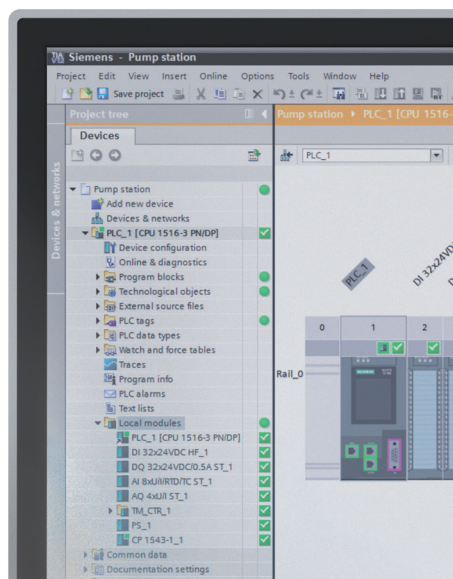 Siemens - Pump station
Project Edit View Insert Online Options Tools Window Help
Save project
Project tree
Pump station PLC_1 [CPU 1516-
Devices
PLC_1
Devices & networks
Pump station
Add new device
Devices & networks
PLC_1 [CPU 1516-3 PN/DP]
Device configuration
Online & diagnostics
Program blocks
Technological objects
External source files
PLC tags
PLC data types
Watch and force tables
Traces
Program info
PLC alarms
Text lists
Local modules
PLC_1 [CPU 1516-3 PN/DP]
DI 32x24VDC HF_1
DQ 32x24VDC/0.5A ST_1
AI 8xU/I/RTD/TC ST_1
AQ 4xU/I ST_1
TM_CTR_1
PS_1
CP 1543-1_1
Common data
Documentation settings
PLC_1
DI 32x24VD
0 1 2
Rail_0
SIEMENS